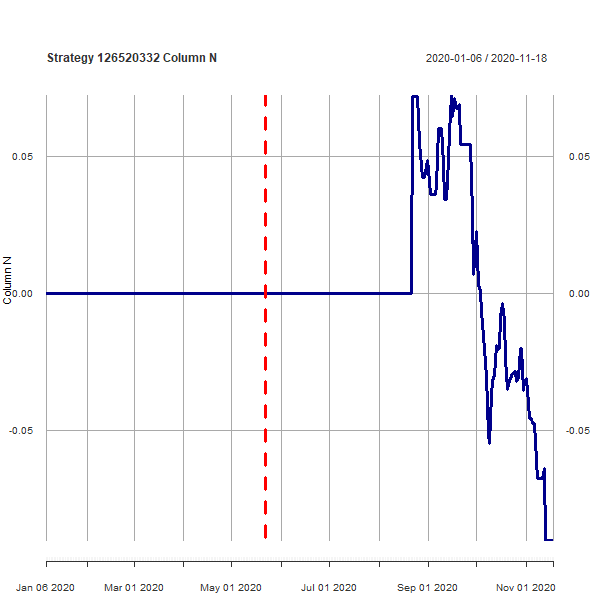 Strategy 126520332 Column N
2020-01-06 / 2020-11-18
0.05
0.05
Column N
0.00
0.00
-0.05
-0.05
Jan 06 2020
Mar 01 2020
May 01 2020
Jul 01 2020
Sep 01 2020
Nov 01 2020